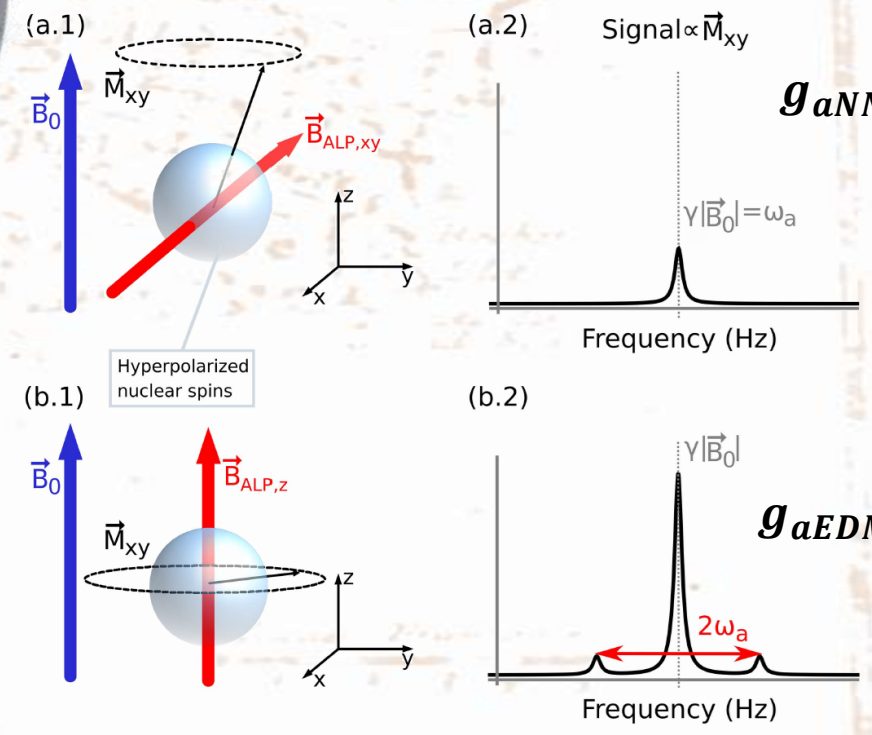 (a.1)
B⃗₀
M⃗xy
B⃗ALP,xy
z
y
x
Hyperpolarized
nuclear spins
(a.2)
Signal∝M⃗xy
γ|B⃗₀|=ωa
Frequency (Hz)
(b.1)
B⃗₀
B⃗ALP,z
M⃗xy
z
y
x
(b.2)
γ|B⃗₀|
2ωa
Frequency (Hz)